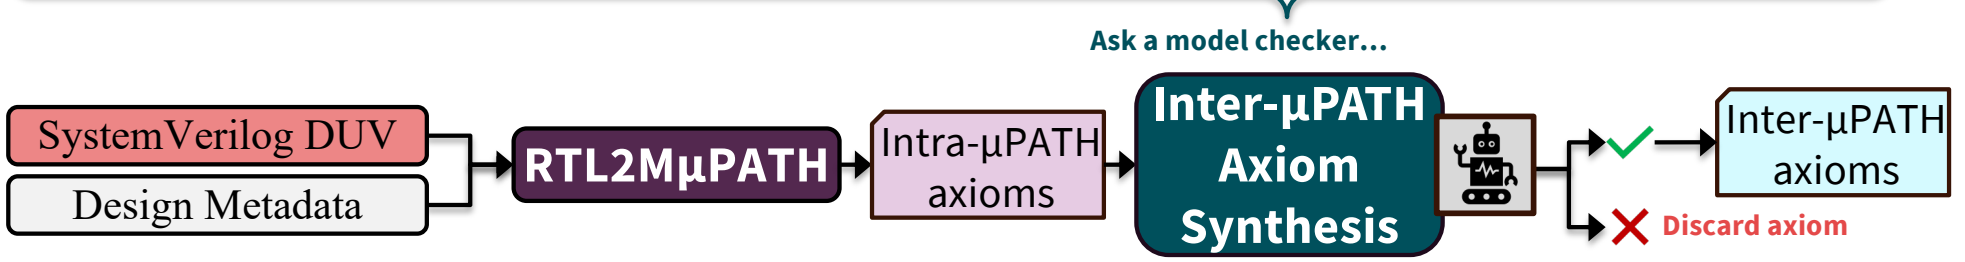 Ask a model checker...
SystemVerilog DUV
Design Metadata
RTL2MμPATH
Intra-μPATH
axioms
Inter-μPATH
Axiom
Synthesis
Inter-μPATH
axioms
Discard axiom